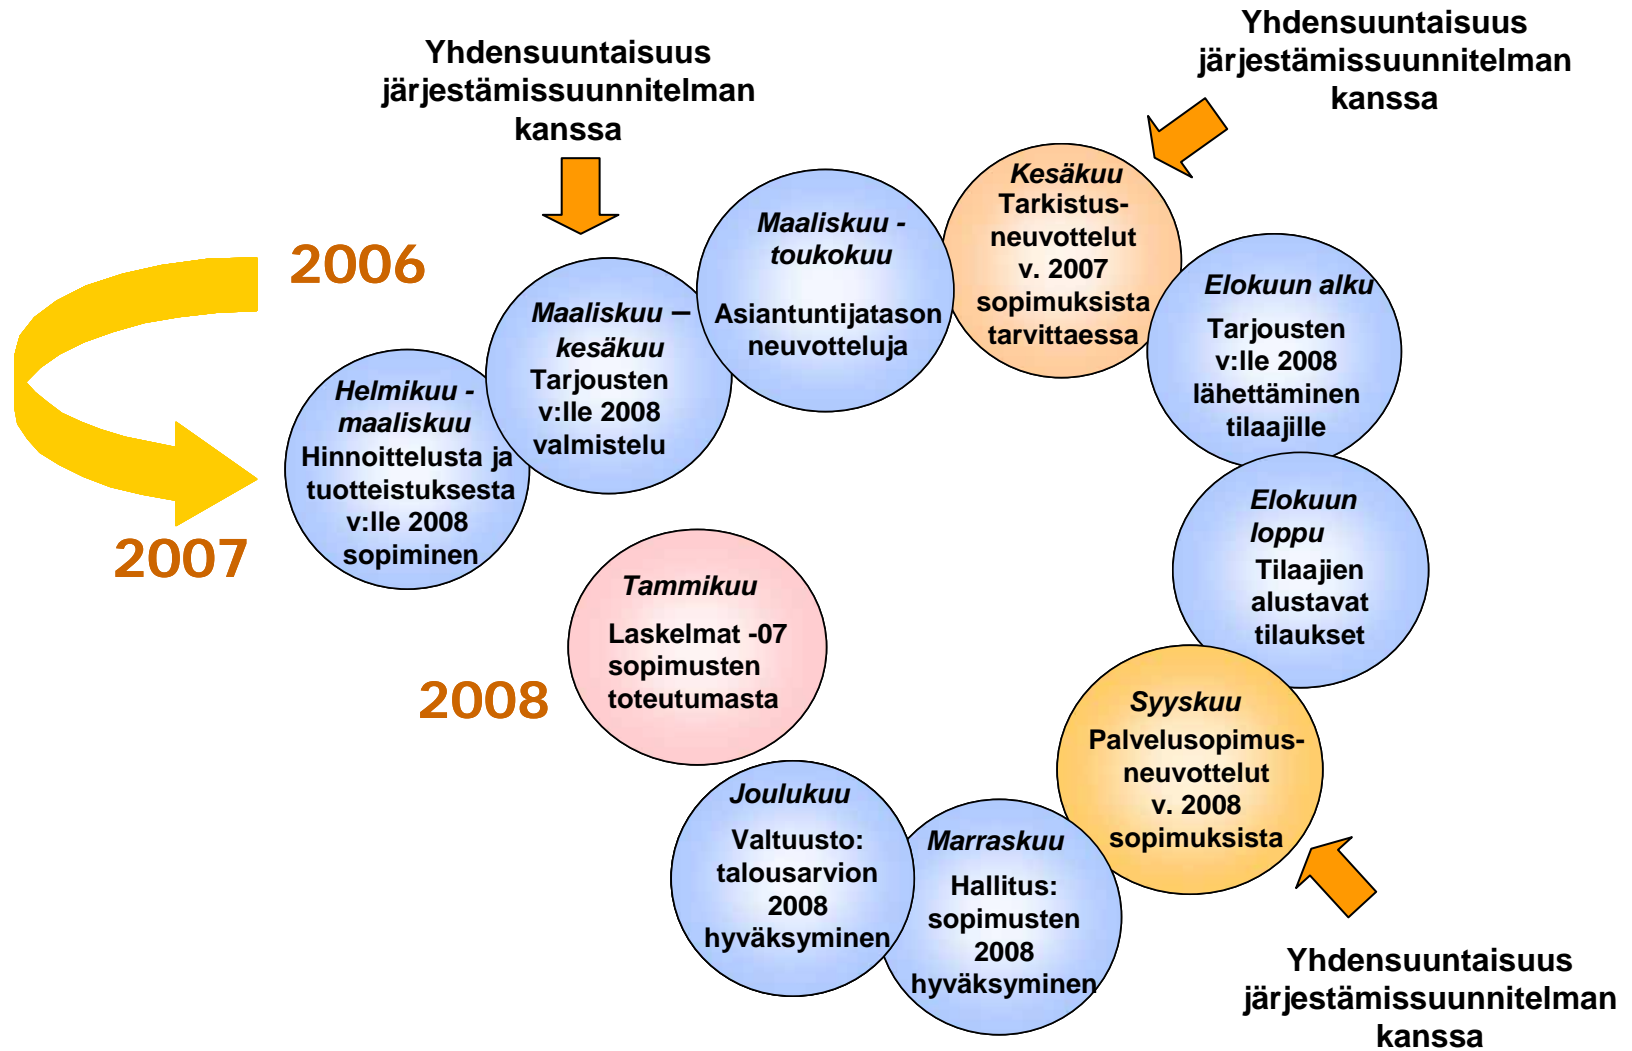 Yhdensuuntaisuus
järjestämissuunnitelman
kanssa
Yhdensuuntaisuus
järjestämissuunnitelman
kanssa
2006
2007
Helmikuu -
maaliskuu
Hinnoittelusta ja
tuotteistuksesta
v:lle 2008
sopiminen
Maaliskuu –
kesäkuu
Tarjousten
v:lle 2008
valmistelu
Maaliskuu -
toukokuu
Asiantuntijatason
neuvotteluja
Kesäkuu
Tarkistus-
neuvottelut
v. 2007
sopimuksista
tarvittaessa
Elokuun alku
Tarjousten
v:lle 2008
lähettäminen
tilaajille
Elokuun
loppu
Tilaajien
alustavat
tilaukset
Syyskuu
Palvelusopimus-
neuvottelut
v. 2008
sopimuksista
Yhdensuuntaisuus
järjestämissuunnitelman
kanssa
Marraskuu
Hallitus:
sopimusten
2008
hyväksyminen
Joulukuu
Valtuusto:
talousarvion
2008
hyväksyminen
2008
Tammikuu
Laskelmat -07
sopimusten
toteutumasta